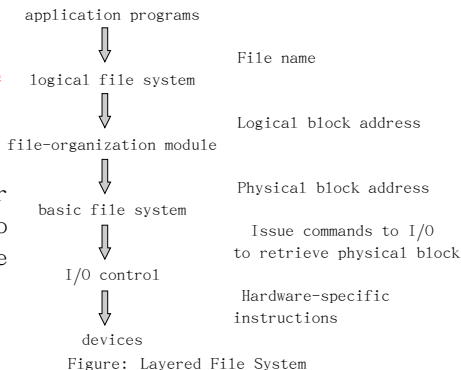 application programs
File name
logical file system
Logical block address
file-organization module
Physical block address
basic file system
Issue commands to I/O
to retrieve physical block
I/O control
Hardware-specific
instructions
devices
Figure: Layered File System